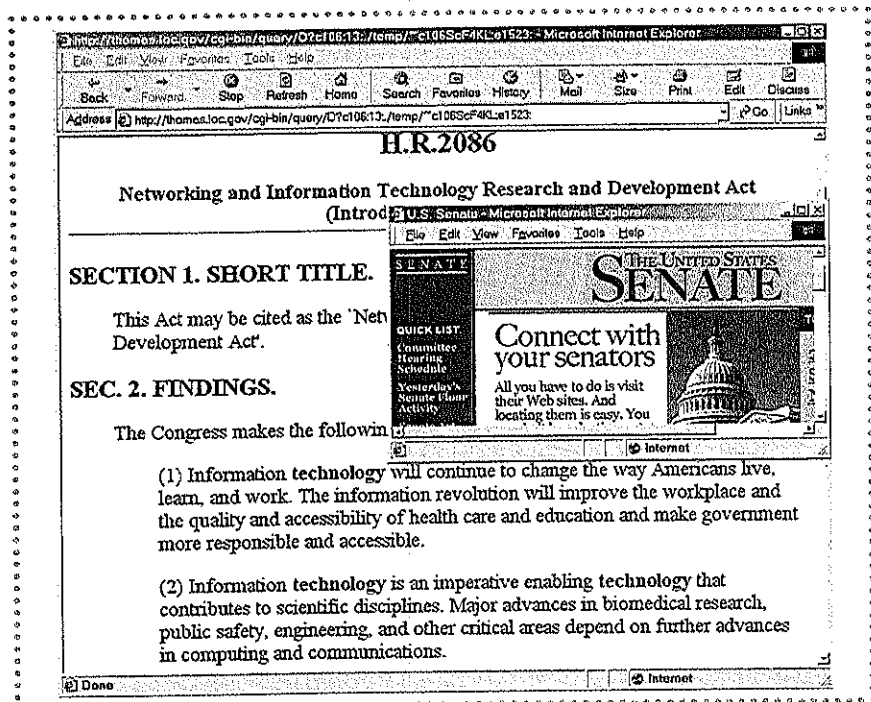 http://thomas.loc.gov/cgi-bin/query/D?c106:13:./temp/~c106ScF4KL:e1523: - Microsoft Internet Explorer
File Edit View Favorites Tools Help
Back Forward Stop Refresh Home Search Favorites History Mail Size Print Edit Discuss
Address http://thomas.loc.gov/cgi-bin/query/D?c106:13:./temp/~c106ScF4KL:e1523: Go Links »
H.R.2086
Networking and Information Technology Research and Development Act
(Introd
SECTION 1. SHORT TITLE.
This Act may be cited as the `Netw
Development Act'.
SEC. 2. FINDINGS.
The Congress makes the followin
(1) Information technology will continue to change the way Americans live,
learn, and work. The information revolution will improve the workplace and
the quality and accessibility of health care and education and make government
more responsible and accessible.
(2) Information technology is an imperative enabling technology that
contributes to scientific disciplines. Major advances in biomedical research,
public safety, engineering, and other critical areas depend on further advances
in computing and communications.
Done Internet
U.S. Senate - Microsoft Internet Explorer
File Edit View Favorites Tools Help
SENATE
THE UNITED STATES
SENATE
QUICK LIST
Committee
Hearing
Schedule
Yesterday's
Senate Floor
Activity
Connect with
your senators
All you have to do is visit
their Web sites. And
locating them is easy. You
Internet